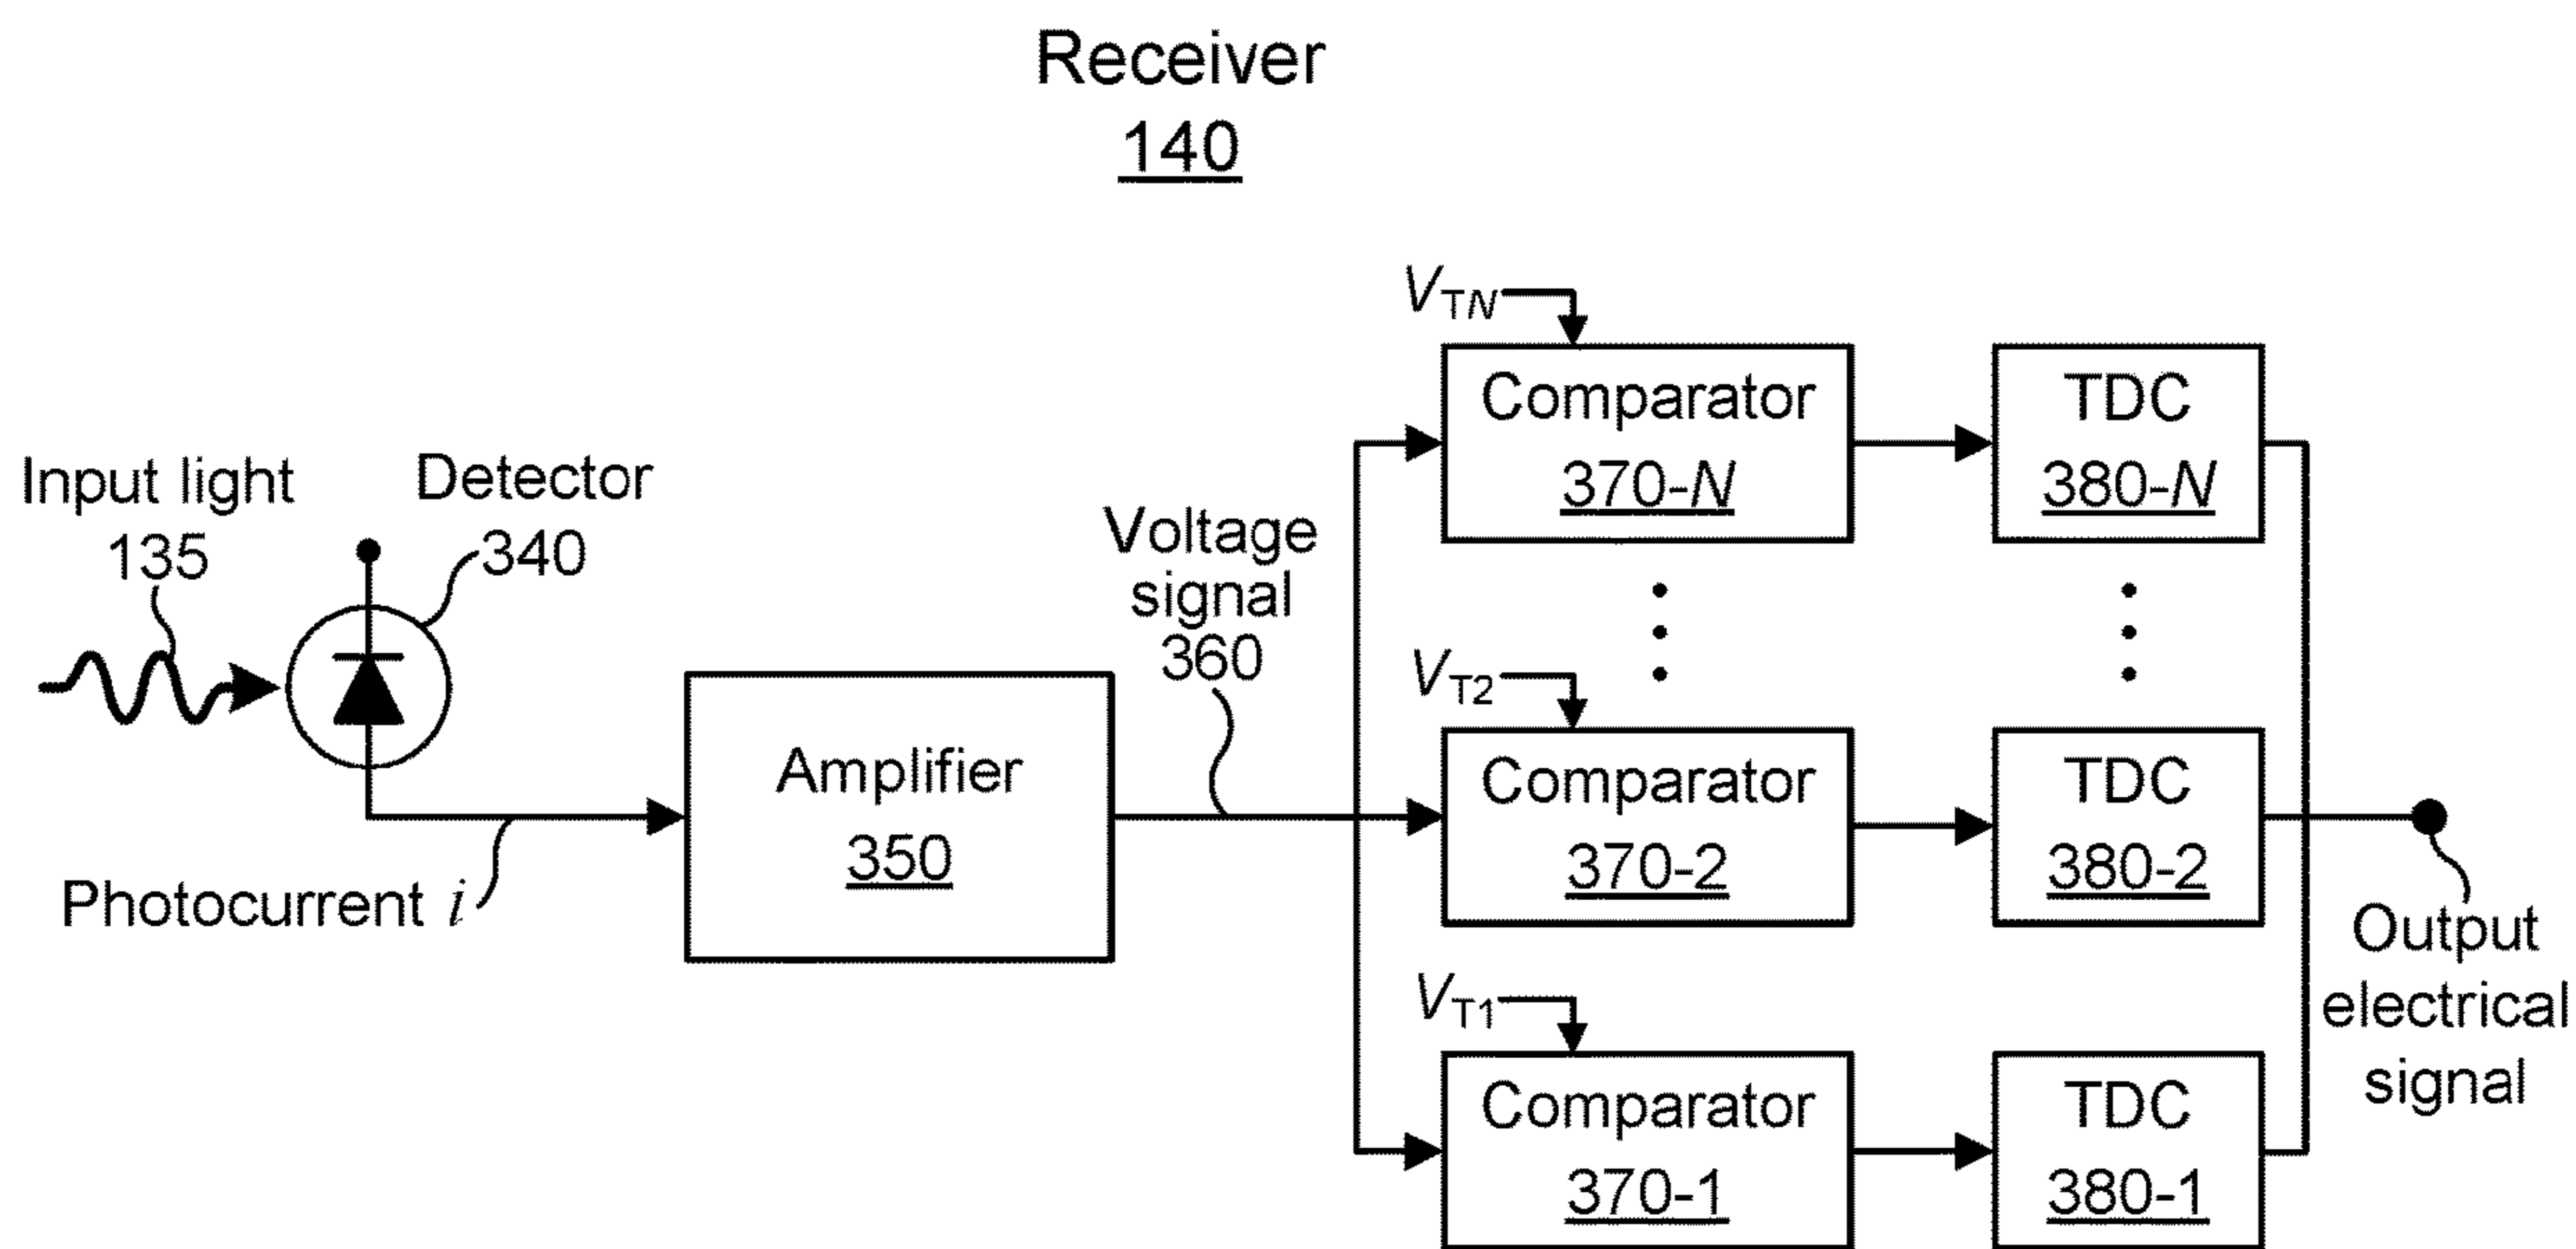 Receiver
140
Input light
135
Detector
340
Photocurrent i
Amplifier
350
Voltage
signal
360
VTN
Comparator
370-N
TDC
380-N
VT2
Comparator
370-2
TDC
380-2
VT1
Comparator
370-1
TDC
380-1
Output
electrical
signal